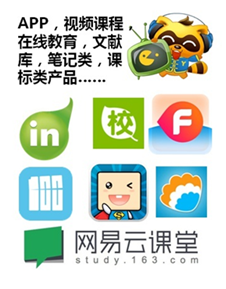 APP，视频课程，
在线教育，文献
库，笔记类，课
标类产品......
in
校
F
100
S
网易云课堂
study.163.com